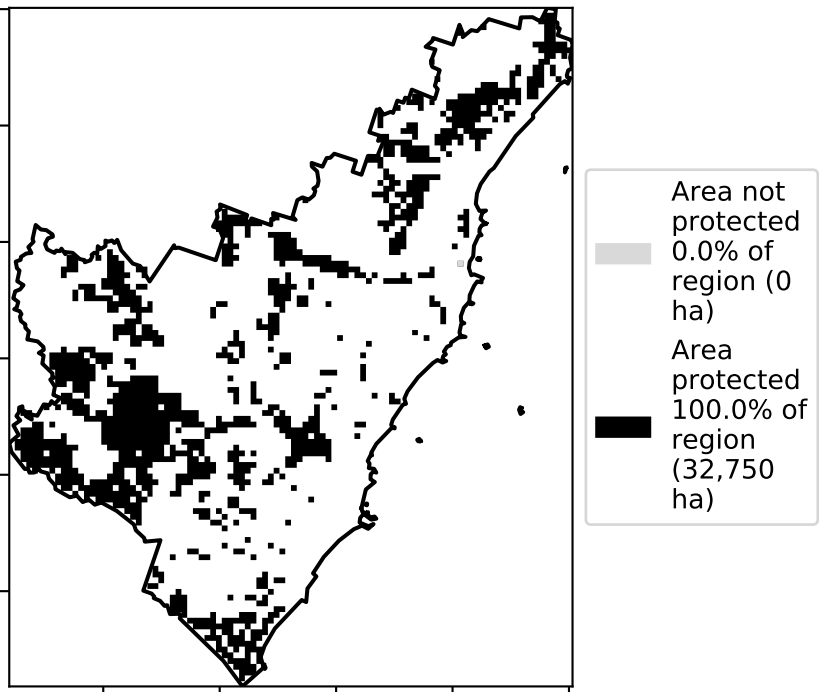 Area not
protected
0.0% of
region (0
ha)
Area
protected
100.0% of
region
(32,750
ha)